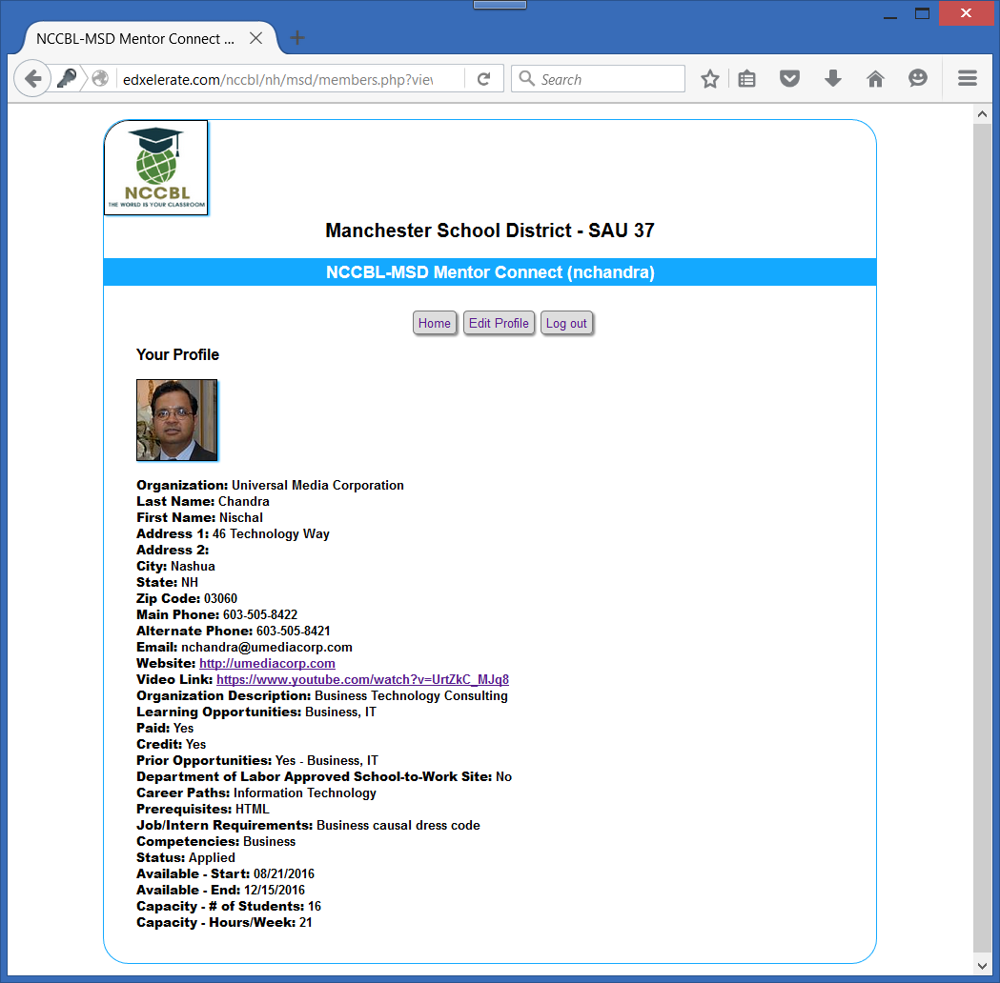 NCCBL-MSD Mentor Connect ...
edxelerate.com/nccbl/nh/msd/members.php?view
Search
NCCBL
THE WORLD IS YOUR CLASSROOM
Manchester School District - SAU 37
NCCBL-MSD Mentor Connect (nchandra)
Home Edit Profile Log out
Your Profile
Organization: Universal Media Corporation
Last Name: Chandra
First Name: Nischal
Address 1: 46 Technology Way
Address 2:
City: Nashua
State: NH
Zip Code: 03060
Main Phone: 603-505-8422
Alternate Phone: 603-505-8421
Email: nchandra@umediacorp.com
Website: http://umediacorp.com
Video Link: https://www.youtube.com/watch?v=UrtZkC_MJq8
Organization Description: Business Technology Consulting
Learning Opportunities: Business, IT
Paid: Yes
Credit: Yes
Prior Opportunities: Yes - Business, IT
Department of Labor Approved School-to-Work Site: No
Career Paths: Information Technology
Prerequisites: HTML
Job/Intern Requirements: Business causal dress code
Competencies: Business
Status: Applied
Available - Start: 08/21/2016
Available - End: 12/15/2016
Capacity - # of Students: 16
Capacity - Hours/Week: 21